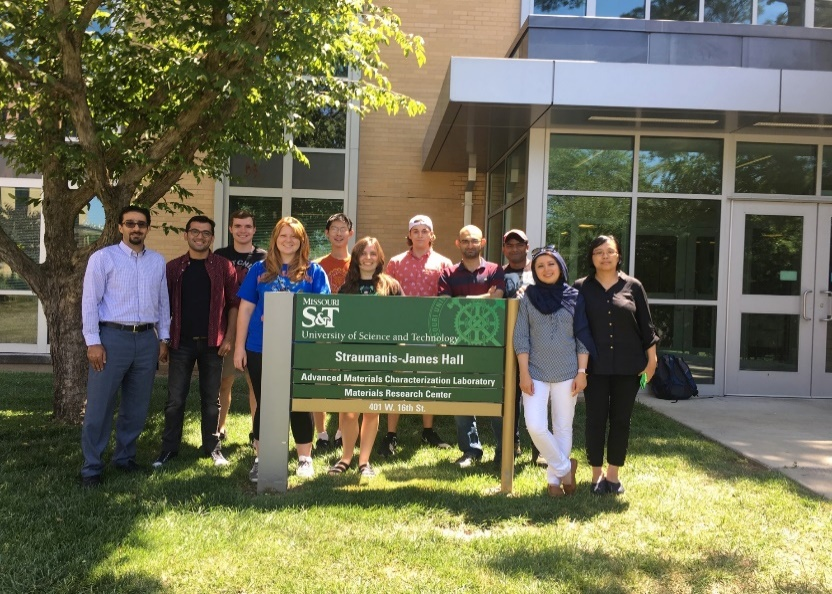 MISSOURI
S&T
University of Science and Technology
Straumanis-James Hall
Advanced Materials Characterization Laboratory
Materials Research Center
401 W. 16th St.